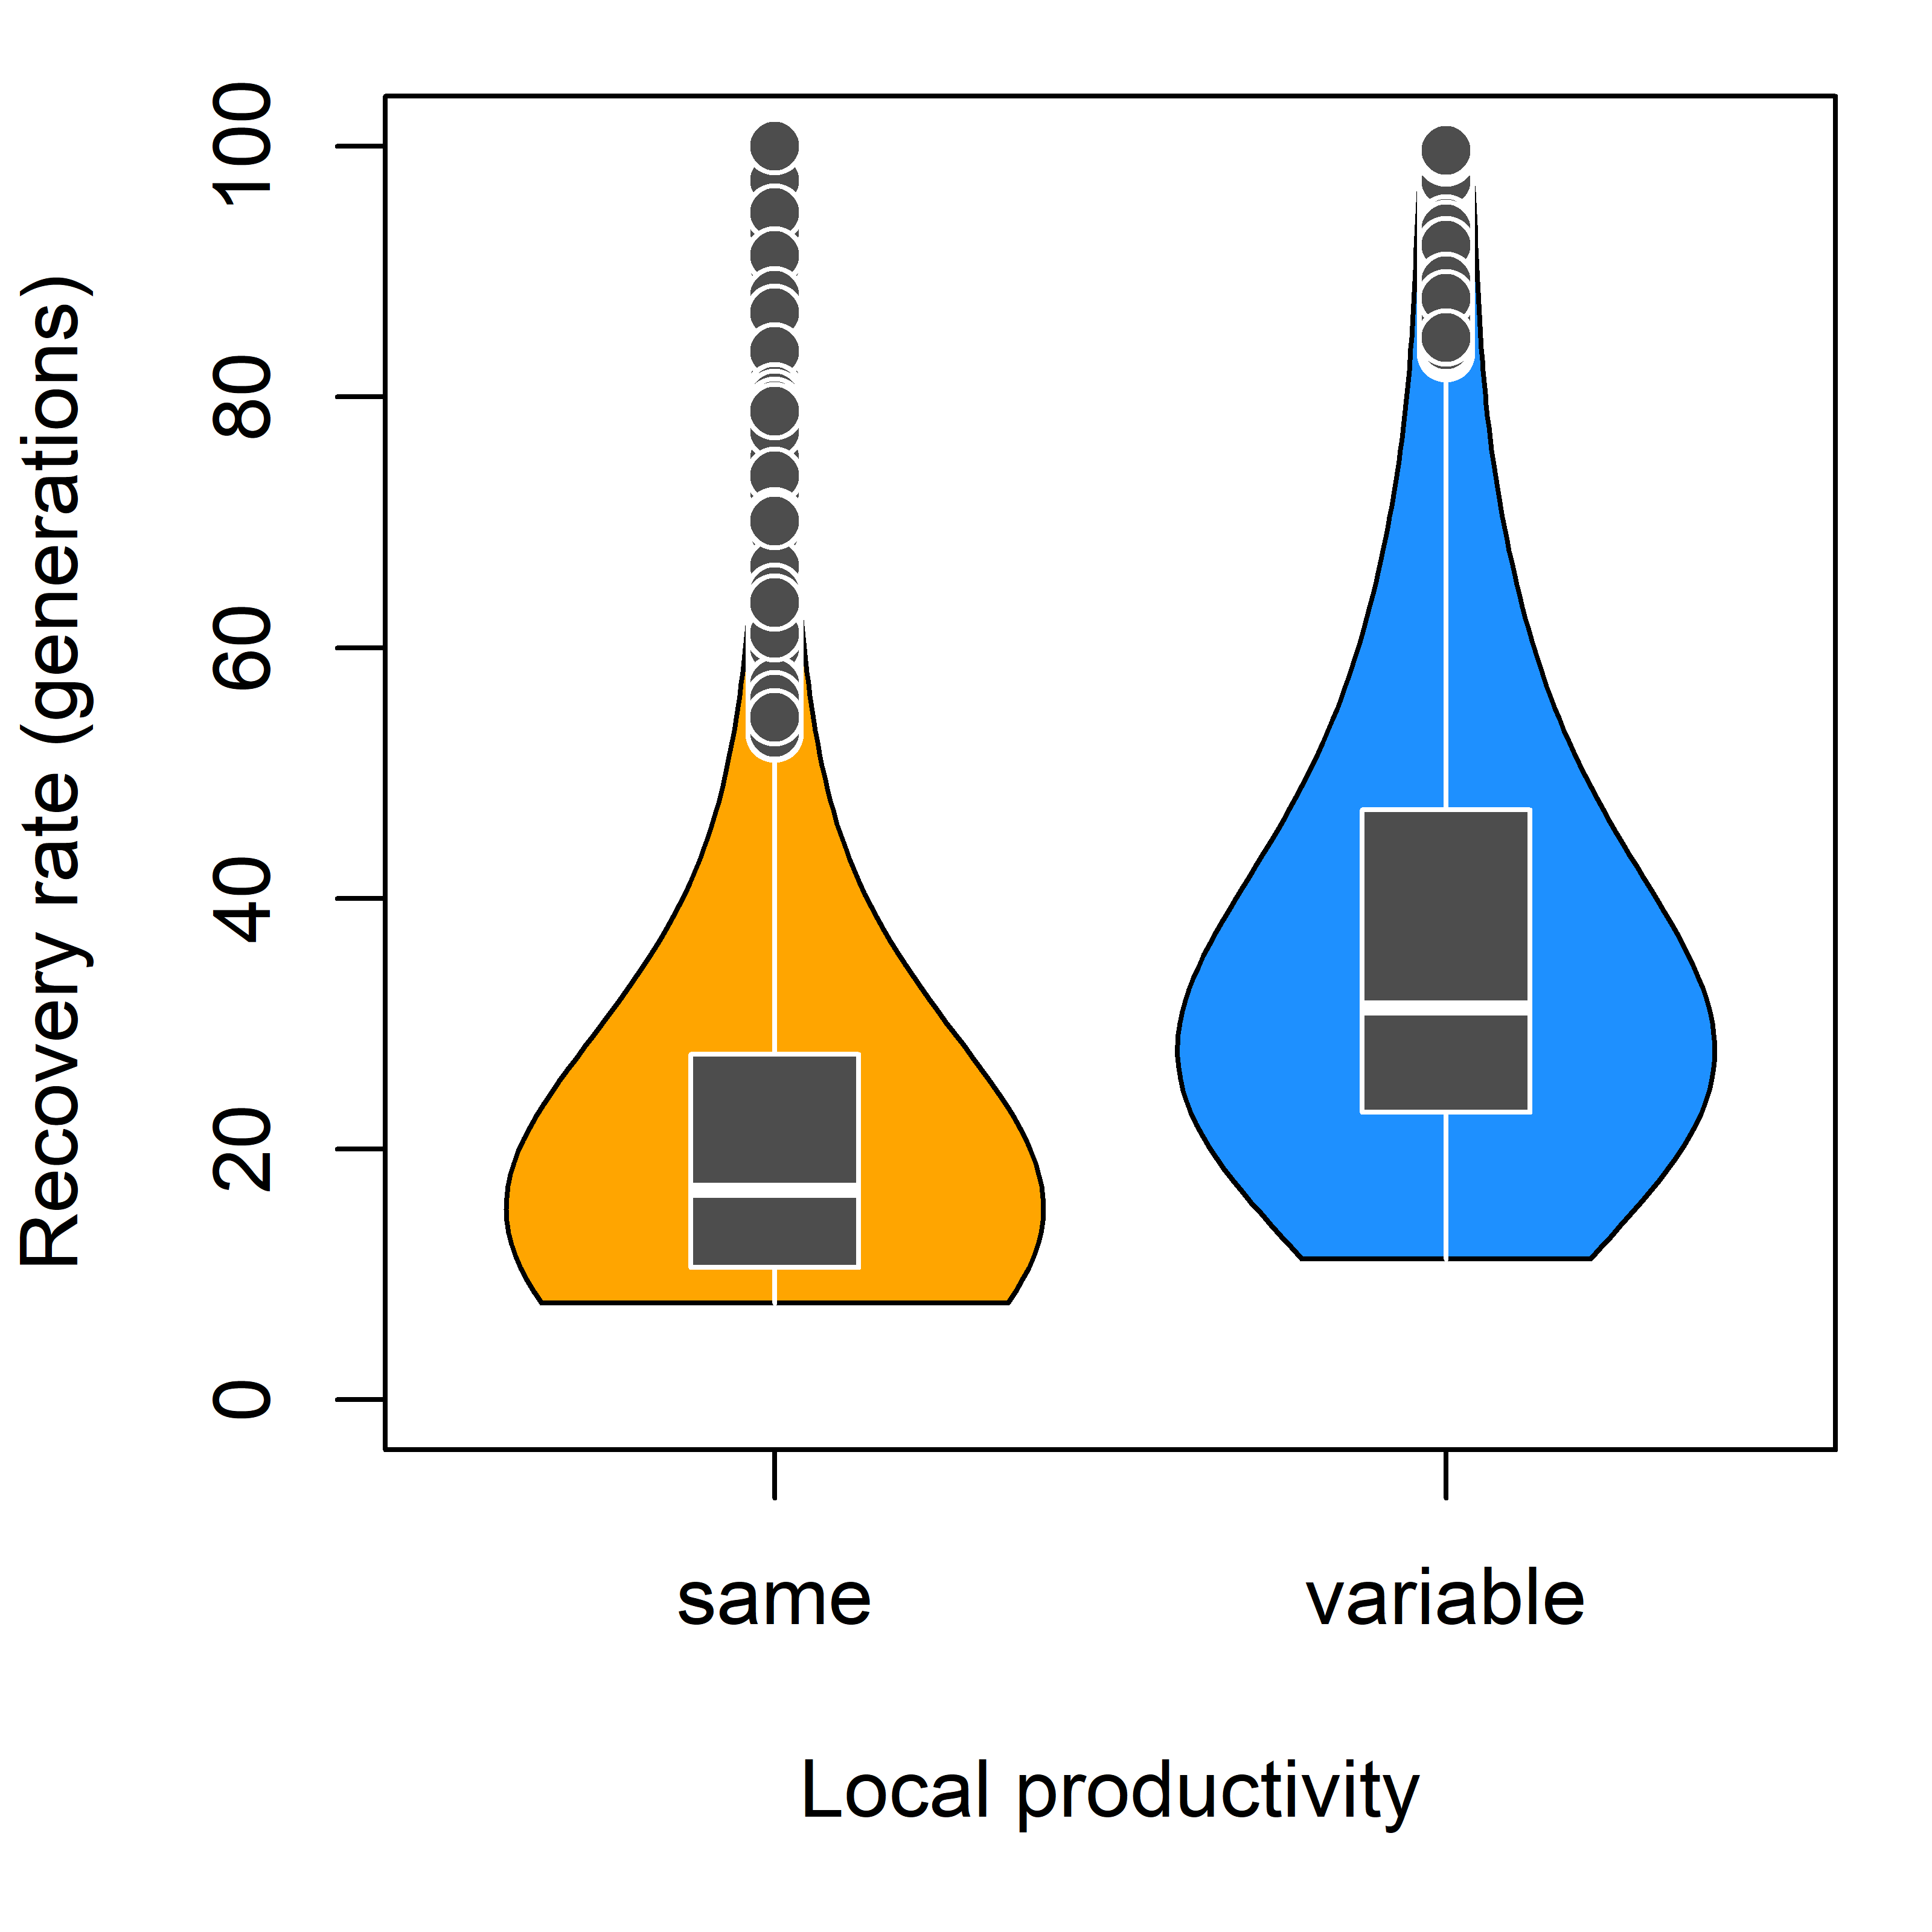 Recovery rate (generations)
100
80
60
40
20
0
same variable
Local productivity